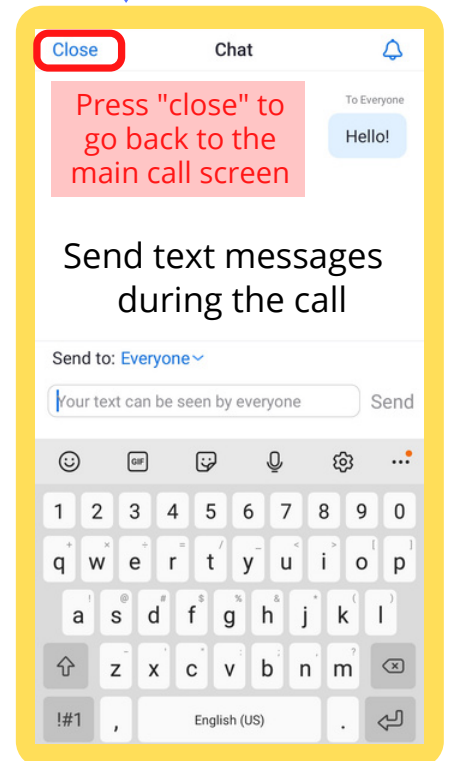 Close Chat
To Everyone
Press "close" to
go back to the
main call screen
Hello!
Send text messages
during the call
Send to: Everyone
Your text can be seen by everyone Send
GIF
1 2 3 4 5 6 7 8 9 0
+ × ÷ = / _ < > [ ]
q w e r t y u i o p
! @ # $ % & * ( )
a s d f g h j k l
- ' " : ; , ?
z x c v b n m
!#1 , English (US) .